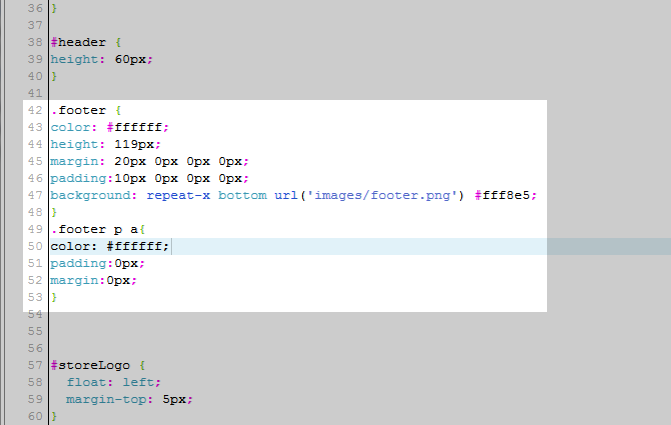 36 }
37
38 #header {
39 height: 60px;
40 }
41
42 .footer {
43 color: #ffffff;
44 height: 119px;
45 margin: 20px 0px 0px 0px;
46 padding:10px 0px 0px 0px;
47 background: repeat-x bottom url('images/footer.png') #fff8e5;
48 }
49 .footer p a{
50 color: #ffffff;
51 padding:0px;
52 margin:0px;
53 }
54
55
56
57 #storeLogo {
58 float: left;
59 margin-top: 5px;
60 }